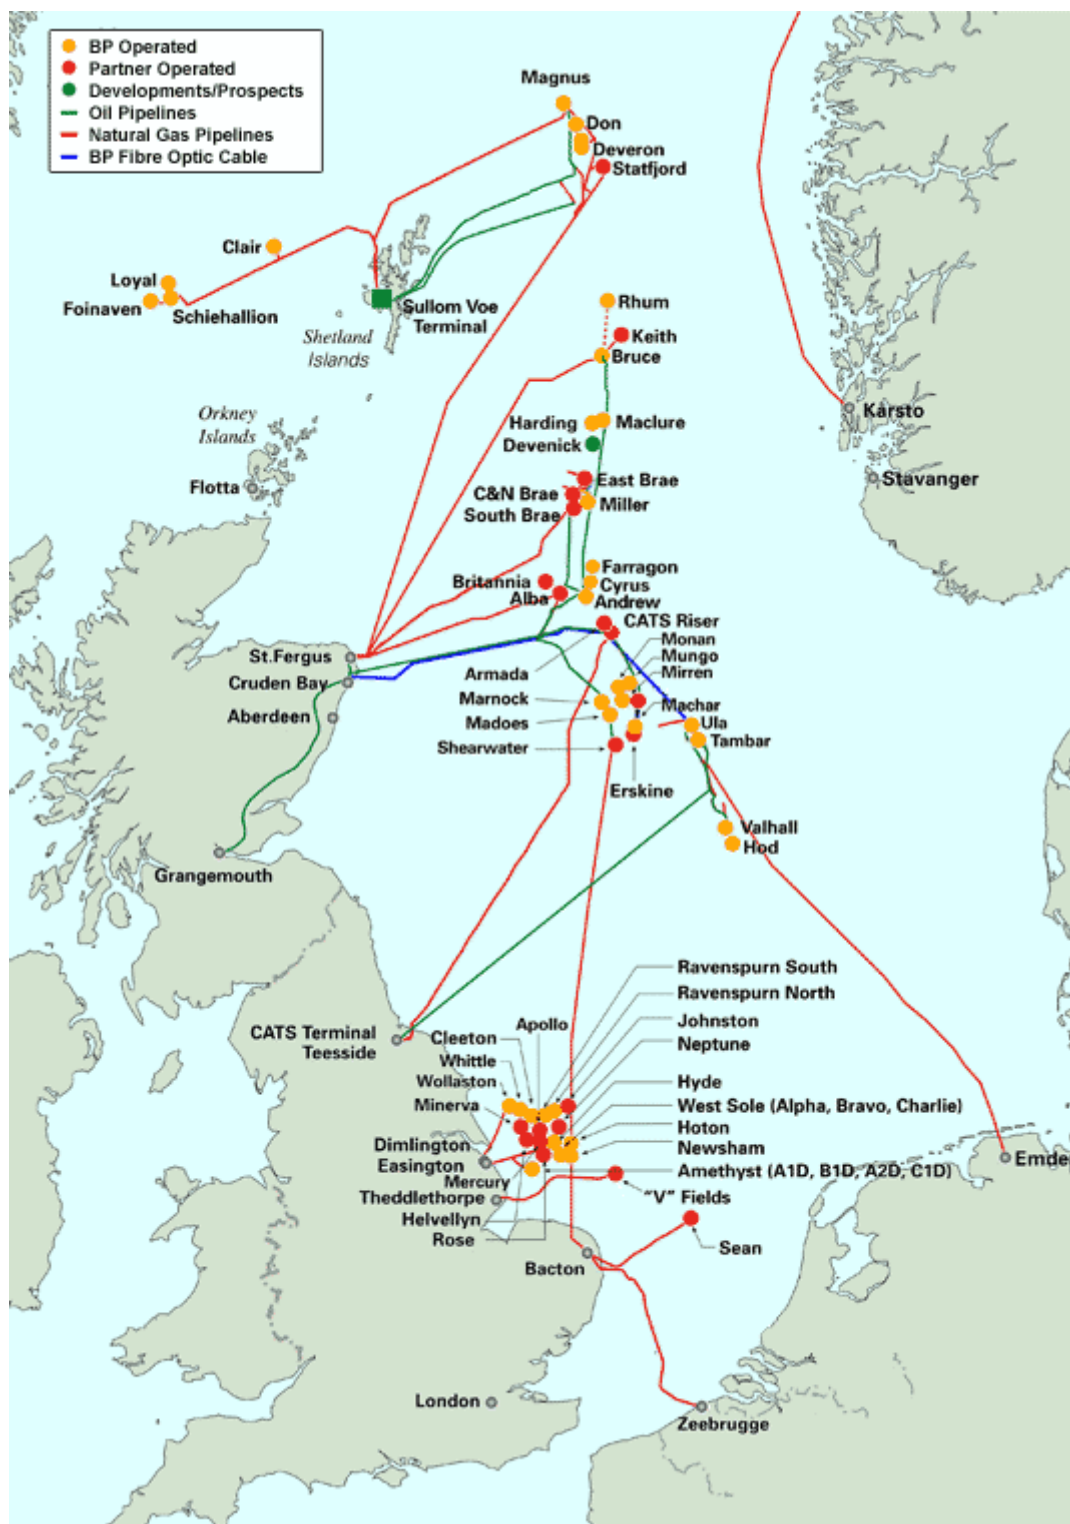 BP Operated
Partner Operated
Developments/Prospects
Oil Pipelines
Natural Gas Pipelines
BP Fibre Optic Cable
Magnus
Don
Deveron
Statfjord
Clair
Loyal
Foinaven
Schiehallion
Sullom Voe
Terminal
Shetland
Islands
Rhum
Keith
Bruce
Orkney
Islands
Harding
Maclure
Devenick
Kårsto
Flotta
East Brae
C&N Brae
Miller
South Brae
Stavanger
Farragon
Britannia
Cyrus
Alba
Andrew
CATS Riser
Monan
St.Fergus
Mungo
Armada
Mirren
Cruden Bay
Marnock
Machar
Aberdeen
Madoes
Ula
Tambar
Shearwater
Erskine
Valhall
Hod
Grangemouth
Ravenspurn South
Ravenspurn North
Apollo
Johnston
CATS Terminal
Teesside
Cleeton
Neptune
Whittle
Wollaston
Hyde
Minerva
West Sole (Alpha, Bravo, Charlie)
Hoton
Dimlington
Newsham
Easington
Emde
Amethyst (A1D, B1D, A2D, C1D)
Mercury
Theddlethorpe
"V" Fields
Helvellyn
Rose
Sean
Bacton
London
Zeebrugge